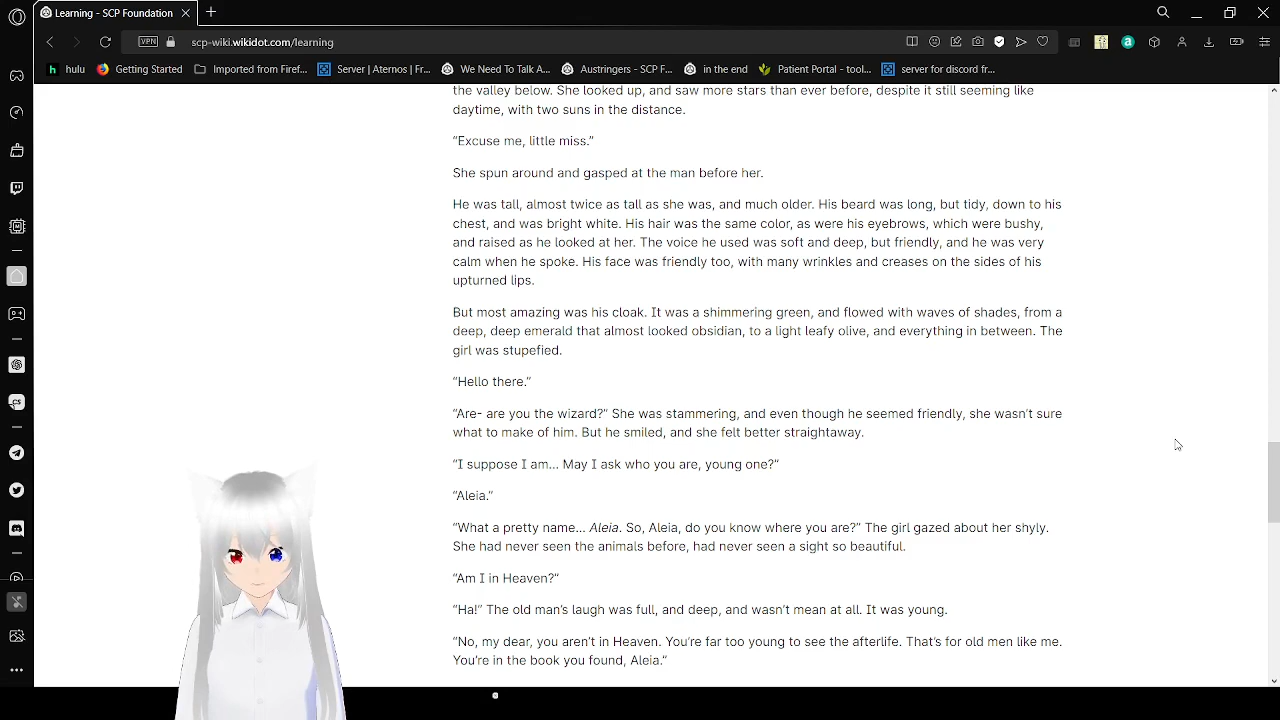 Learning - SCP Foundation
VPN
scp-wiki.wikidot.com/learning
hulu
Getting Started
Imported from Firef...
Server | Aternos | Fr...
We Need To Talk A...
Austringers - SCP F...
in the end
Patient Portal - tool...
server for discord fr...
the valley below. She looked up, and saw more stars than ever before, despite it still seeming like
daytime, with two suns in the distance.
“Excuse me, little miss.”
She spun around and gasped at the man before her.
He was tall, almost twice as tall as she was, and much older. His beard was long, but tidy, down to his
chest, and was bright white. His hair was the same color, as were his eyebrows, which were bushy,
and raised as he looked at her. The voice he used was soft and deep, but friendly, and he was very
calm when he spoke. His face was friendly too, with many wrinkles and creases on the sides of his
upturned lips.
But most amazing was his cloak. It was a shimmering green, and flowed with waves of shades, from a
deep, deep emerald that almost looked obsidian, to a light leafy olive, and everything in between. The
girl was stupefied.
“Hello there.”
“Are- are you the wizard?” She was stammering, and even though he seemed friendly, she wasn’t sure
what to make of him. But he smiled, and she felt better straightaway.
“I suppose I am… May I ask who you are, young one?”
“Aleia.”
“What a pretty name… Aleia. So, Aleia, do you know where you are?” The girl gazed about her shyly.
She had never seen the animals before, had never seen a sight so beautiful.
“Am I in Heaven?”
“Ha!” The old man’s laugh was full, and deep, and wasn’t mean at all. It was young.
“No, my dear, you aren’t in Heaven. You’re far too young to see the afterlife. That’s for old men like me.
You’re in the book you found, Aleia.”